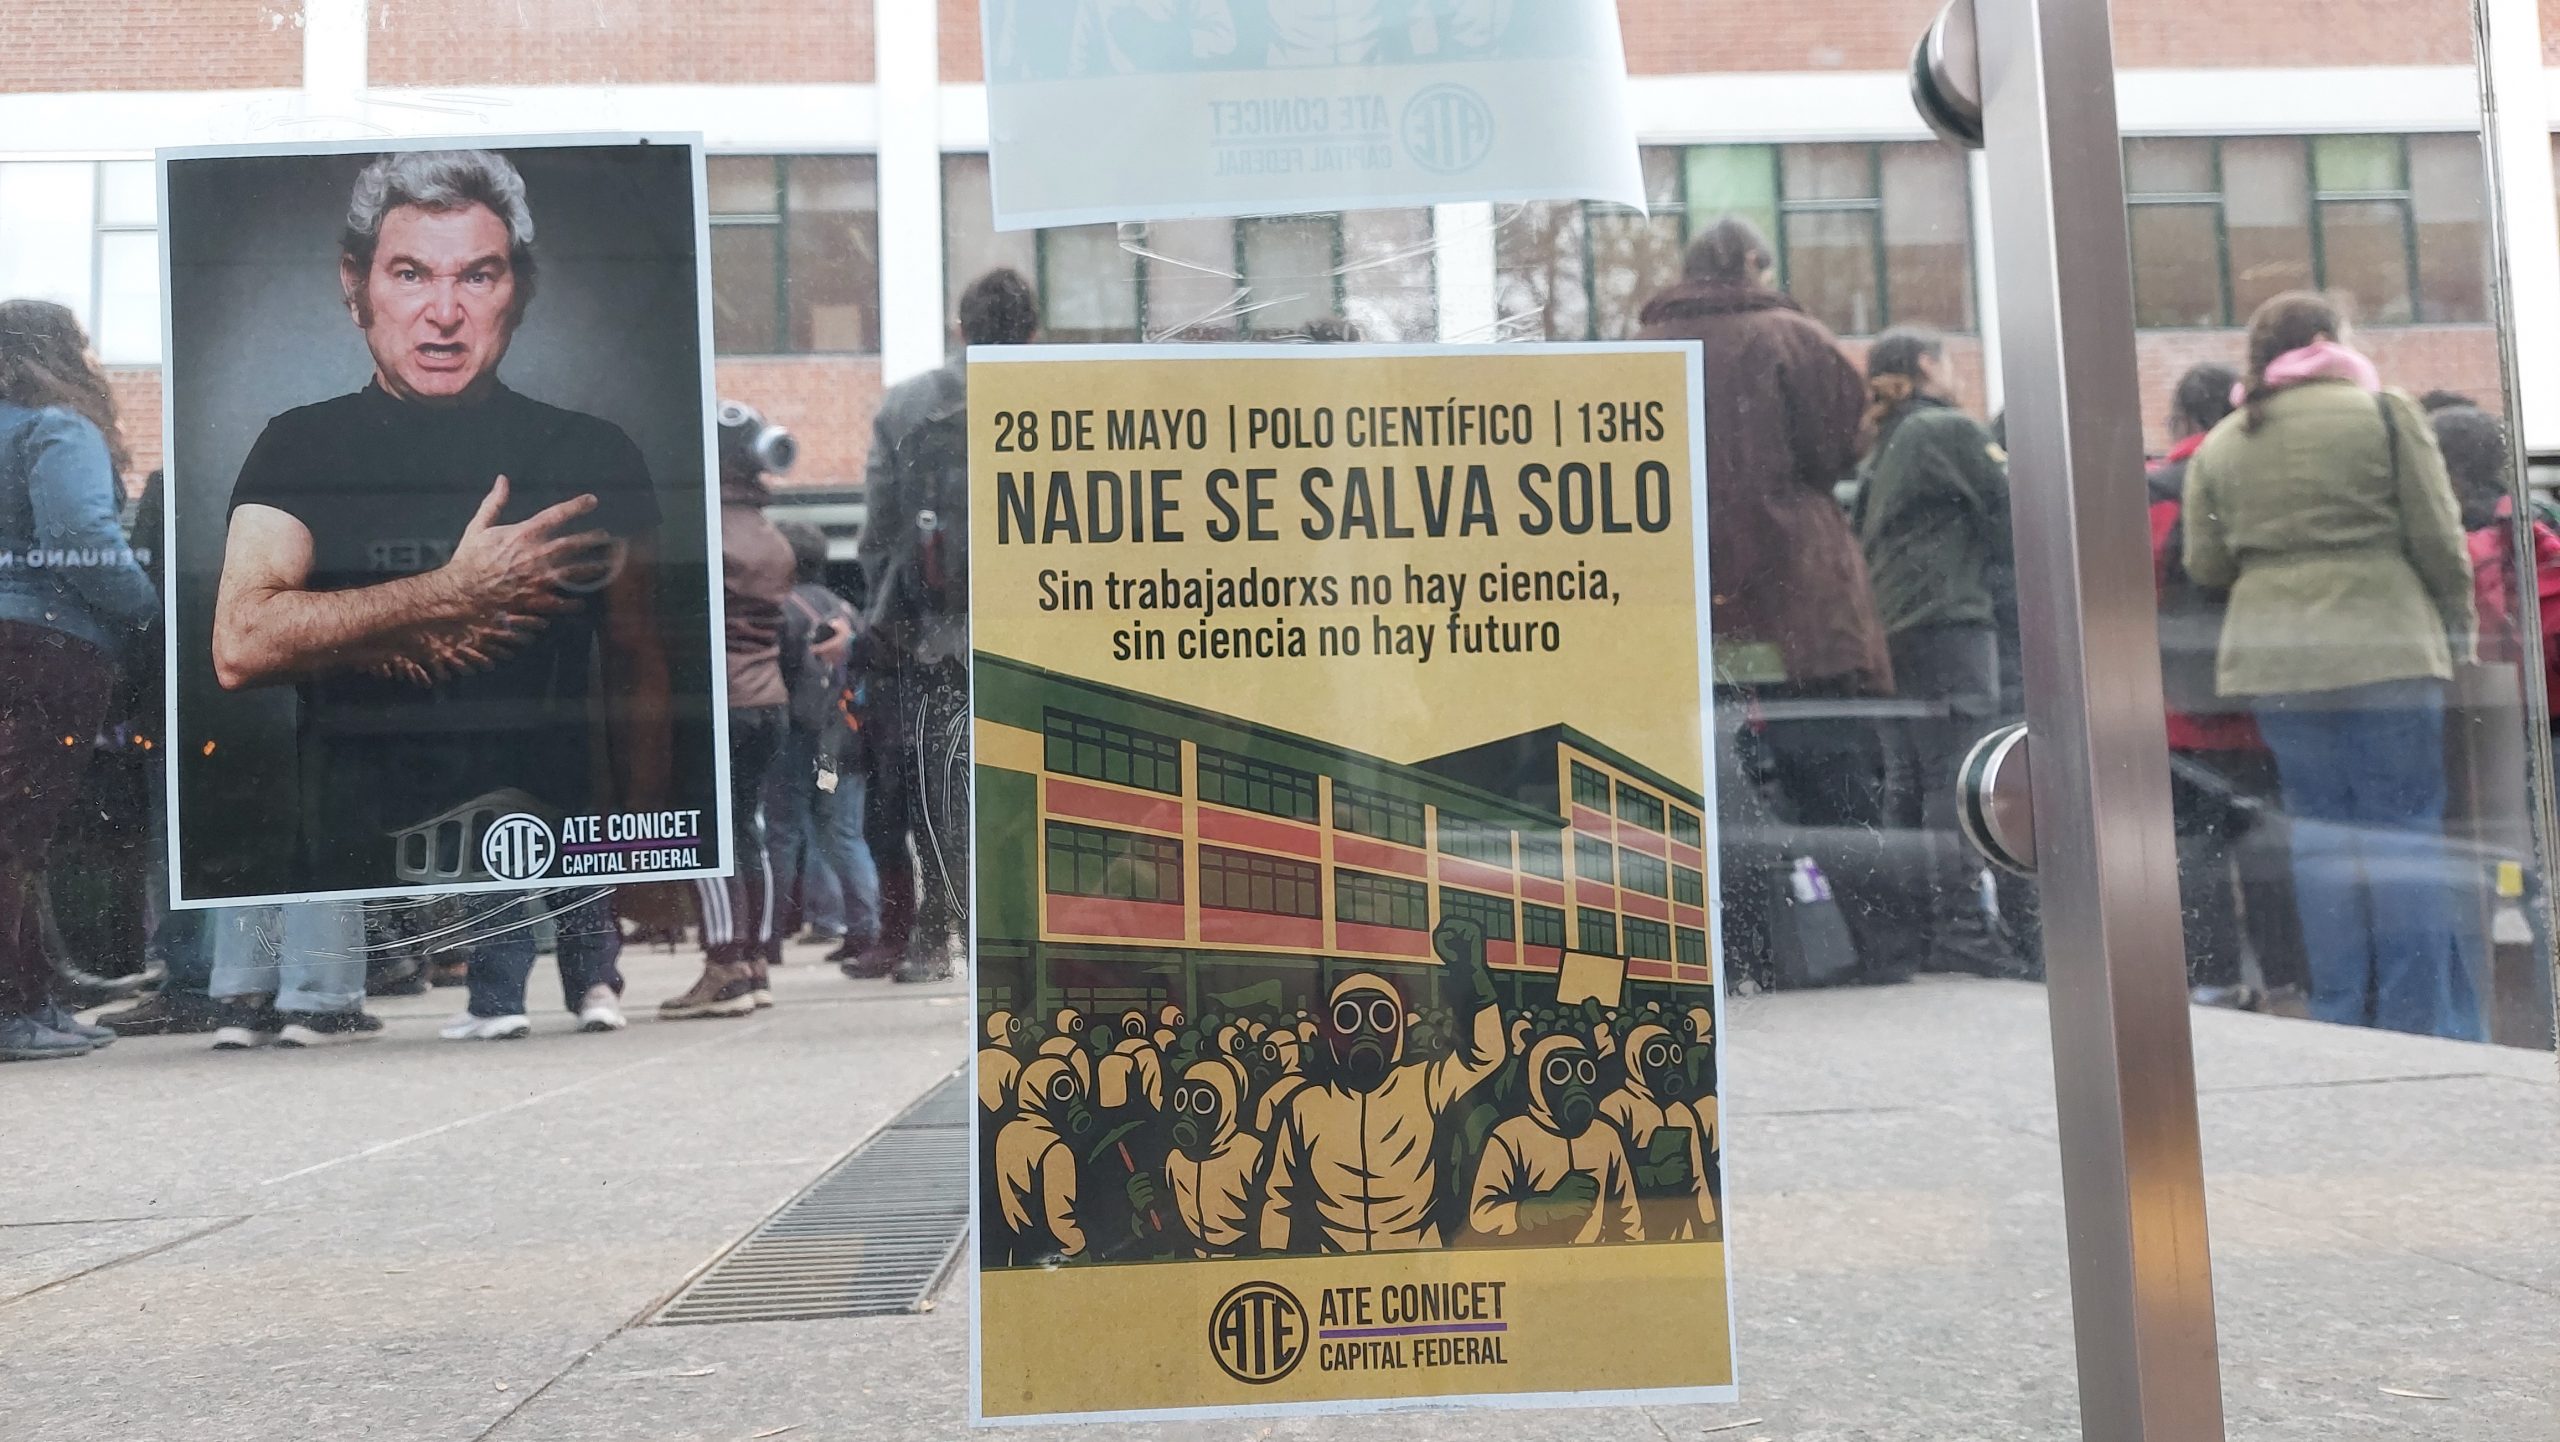 ATE
ATE CONICET
CAPITAL FEDERAL
ATE
ATE CONICET
CAPITAL FEDERAL
28 DE MAYO | POLO CIENTÍFICO | 13HS
NADIE SE SALVA SOLO
Sin trabajadorxs no hay ciencia,
sin ciencia no hay futuro
ATE
ATE CONICET
CAPITAL FEDERAL